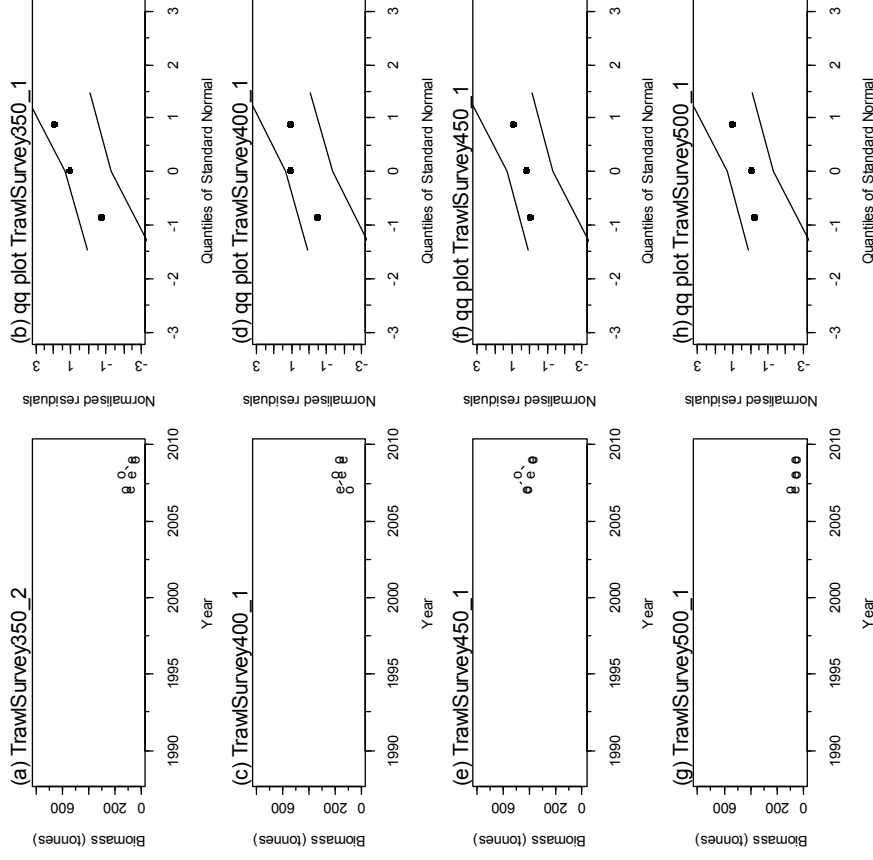 (a) TrawlSurvey350_2
Biomass (tonnes)
600
200
0
1990 1995 2000 2005 2010
Year
(b) qq plot TrawlSurvey350_1
Normalised residuals
3
1
-1
-3
-3 -2 -1 0 1 2 3
Quantiles of Standard Normal
(c) TrawlSurvey400_1
Biomass (tonnes)
600
200
0
1990 1995 2000 2005 2010
Year
(d) qq plot TrawlSurvey400_1
Normalised residuals
3
1
-1
-3
-3 -2 -1 0 1 2 3
Quantiles of Standard Normal
(e) TrawlSurvey450_1
Biomass (tonnes)
600
200
0
1990 1995 2000 2005 2010
Year
(f) qq plot TrawlSurvey450_1
Normalised residuals
3
1
-1
-3
-3 -2 -1 0 1 2 3
Quantiles of Standard Normal
(g) TrawlSurvey500_1
Biomass (tonnes)
600
200
0
1990 1995 2000 2005 2010
Year
(h) qq plot TrawlSurvey500_1
Normalised residuals
3
1
-1
-3
-3 -2 -1 0 1 2 3
Quantiles of Standard Normal